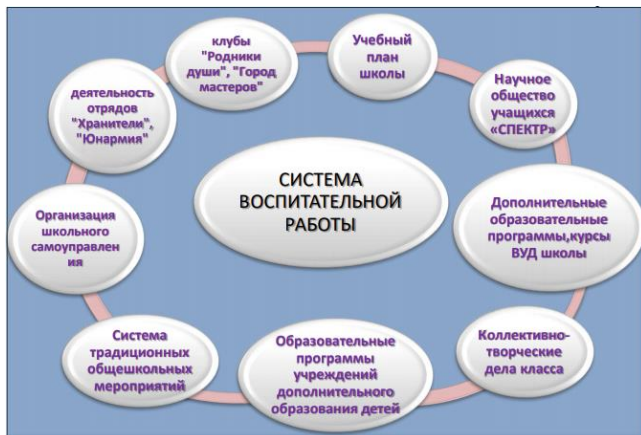 клубы
"Родники
души", "Город
мастеров"
Учебный
план
школы
Научное
общество
учащихся
«СПЕКТР»
Дополнительные
образовательные
программы,курсы
ВУД школы
Коллективно-
творческие
дела класса
Образовательные
программы
учреждений
дополнительного
образования детей
Система
традиционных
общешкольных
мероприятий
Организация
школьного
самоуправлен
ия
деятельность
отрядов
"Хранители",
"Юнармия"
СИСТЕМА
ВОСПИТАТЕЛЬНОЙ
РАБОТЫ